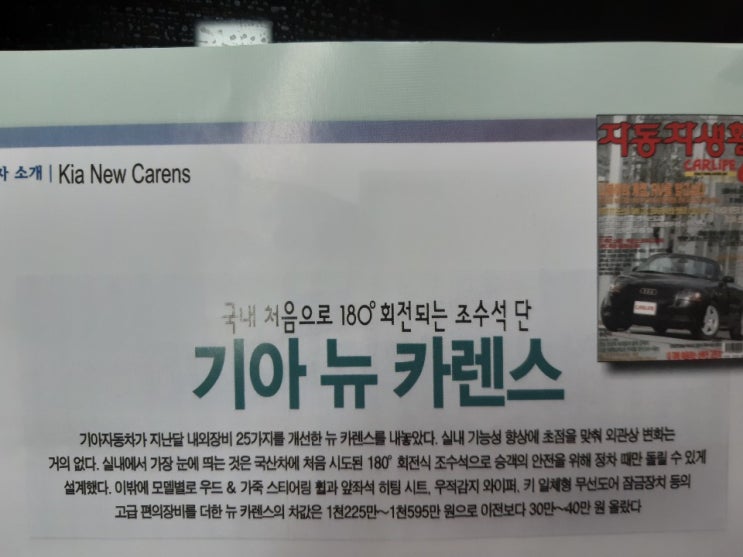 자동차생활
CARLIFE
차 소개 | Kia New Carens
국내 처음으로 180° 회전되는 조수석 단
기아 뉴 카렌스
기아자동차가 지난달 내외장비 25가지를 개선한 뉴 카렌스를 내놓았다. 실내 기능성 향상에 초점을 맞춰 외관상 변화는
거의 없다. 실내에서 가장 눈에 띄는 것은 국산차에 처음 시도된 180° 회전식 조수석으로 승객의 안전을 위해 정차 때만 돌릴 수 있게
설계했다. 이밖에 모델별로 우드 & 가죽 스티어링 휠과 앞좌석 히팅 시트, 우적감지 와이퍼, 키 일체형 무선도어 잠금장치 등의
고급 편의장비를 더한 뉴 카렌스의 차값은 1천225만~1천595만 원으로 이전보다 30만~40만 원 올랐다